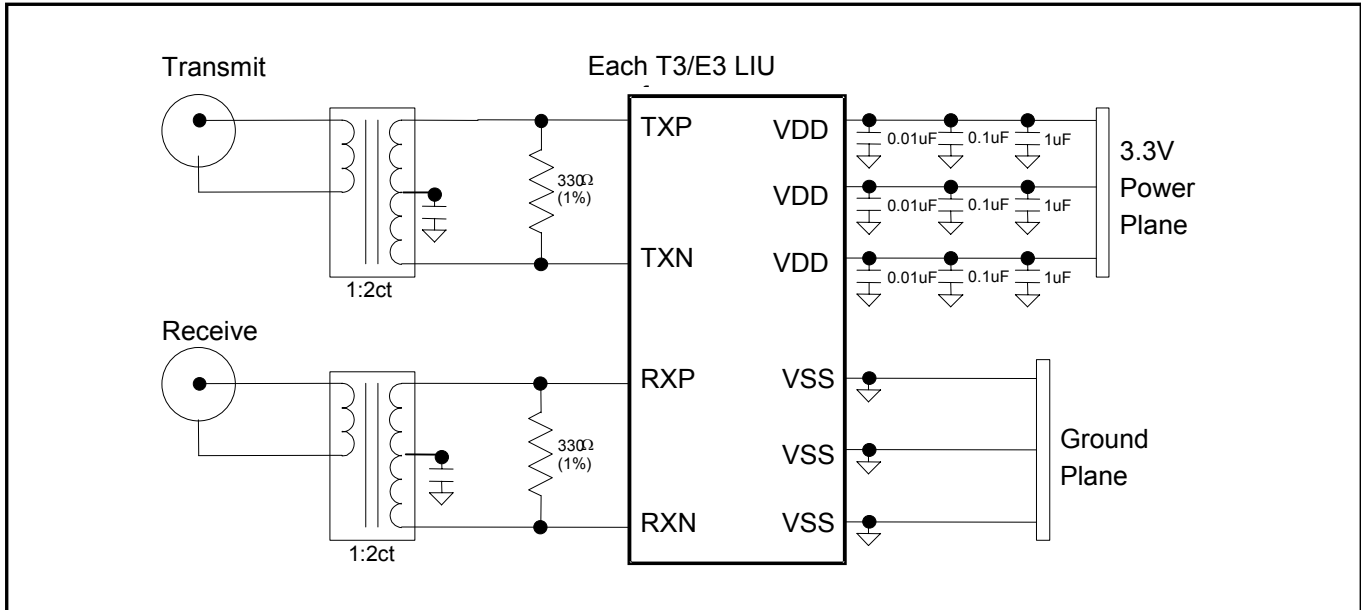 Transmit
Each T3/E3 LIU
TXP
VDD
0.01uF
0.1uF
1uF
3.3V
Power
Plane
330Ω
(1%)
VDD
0.01uF
0.1uF
1uF
TXN
VDD
0.01uF
0.1uF
1uF
1:2ct
Receive
RXP
VSS
330Ω
(1%)
VSS
Ground
Plane
RXN
VSS
1:2ct